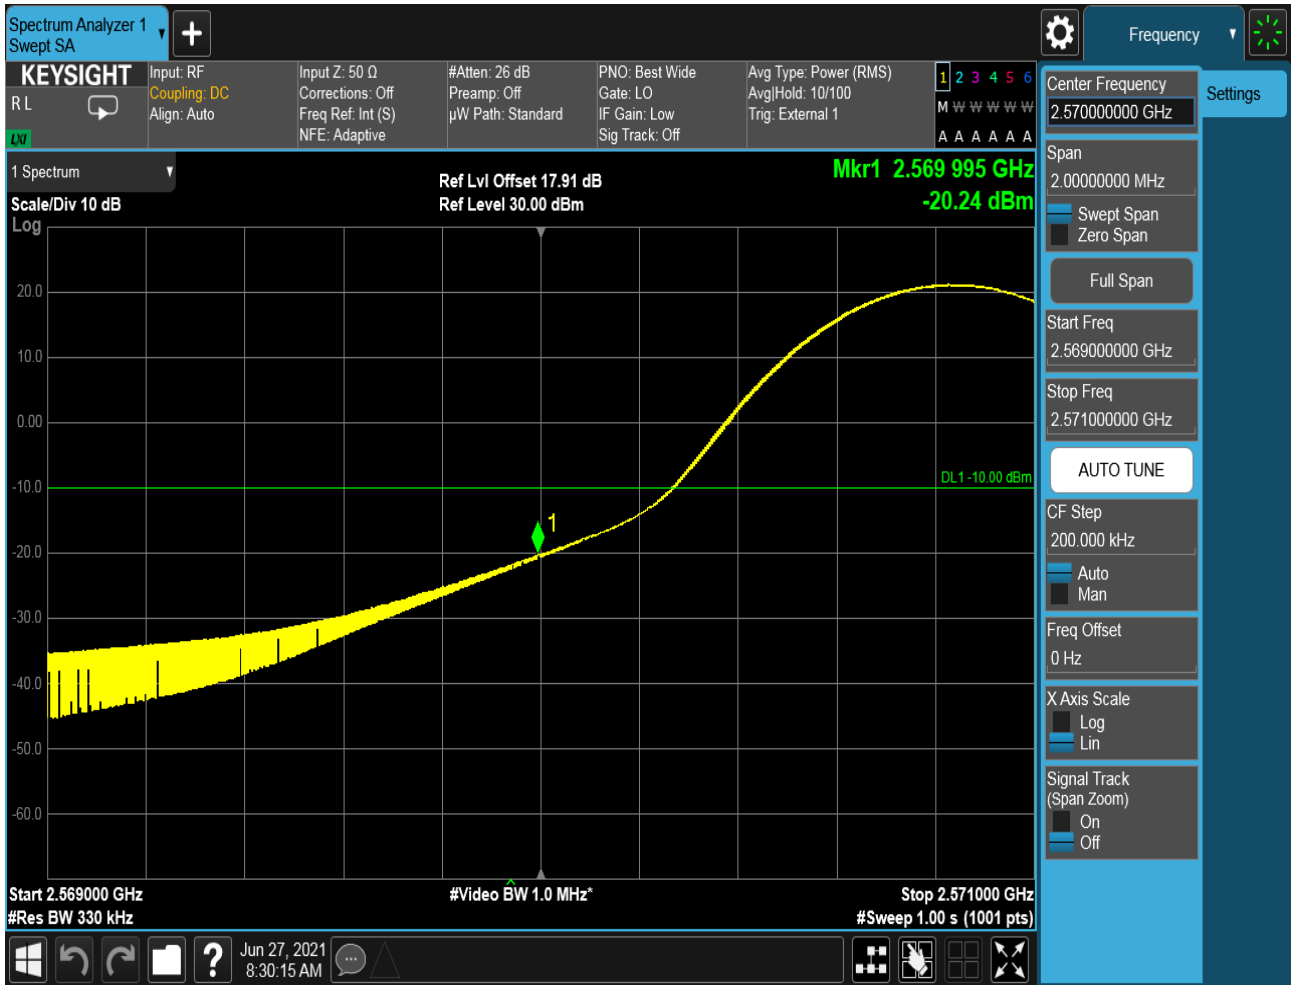 Spectrum Analyzer 1
Swept SA
Frequency
KEYSIGHT
R L
LXI
Input: RF
Coupling: DC
Align: Auto
Input Z: 50 Ω
Corrections: Off
Freq Ref: Int (S)
NFE: Adaptive
#Atten: 26 dB
Preamp: Off
µW Path: Standard
PNO: Best Wide
Gate: LO
IF Gain: Low
Sig Track: Off
Avg Type: Power (RMS)
Avg|Hold: 10/100
Trig: External 1
1 2 3 4 5 6
M W W W W W
A A A A A A
1 Spectrum
Scale/Div 10 dB
Log
Ref Lvl Offset 17.91 dB
Ref Level 30.00 dBm
Mkr1 2.569 995 GHz
-20.24 dBm
20.0
10.0
0.00
-10.0
-20.0
-30.0
-40.0
-50.0
-60.0
DL1 -10.00 dBm
1
Start 2.569000 GHz
#Res BW 330 kHz
#Video BW 1.0 MHz*
Stop 2.571000 GHz
#Sweep 1.00 s (1001 pts)
Jun 27, 2021
8:30:15 AM
Center Frequency
2.570000000 GHz
Settings
Span
2.00000000 MHz
Swept Span
Zero Span
Full Span
Start Freq
2.569000000 GHz
Stop Freq
2.571000000 GHz
AUTO TUNE
CF Step
200.000 kHz
Auto
Man
Freq Offset
0 Hz
X Axis Scale
Log
Lin
Signal Track
(Span Zoom)
On
Off